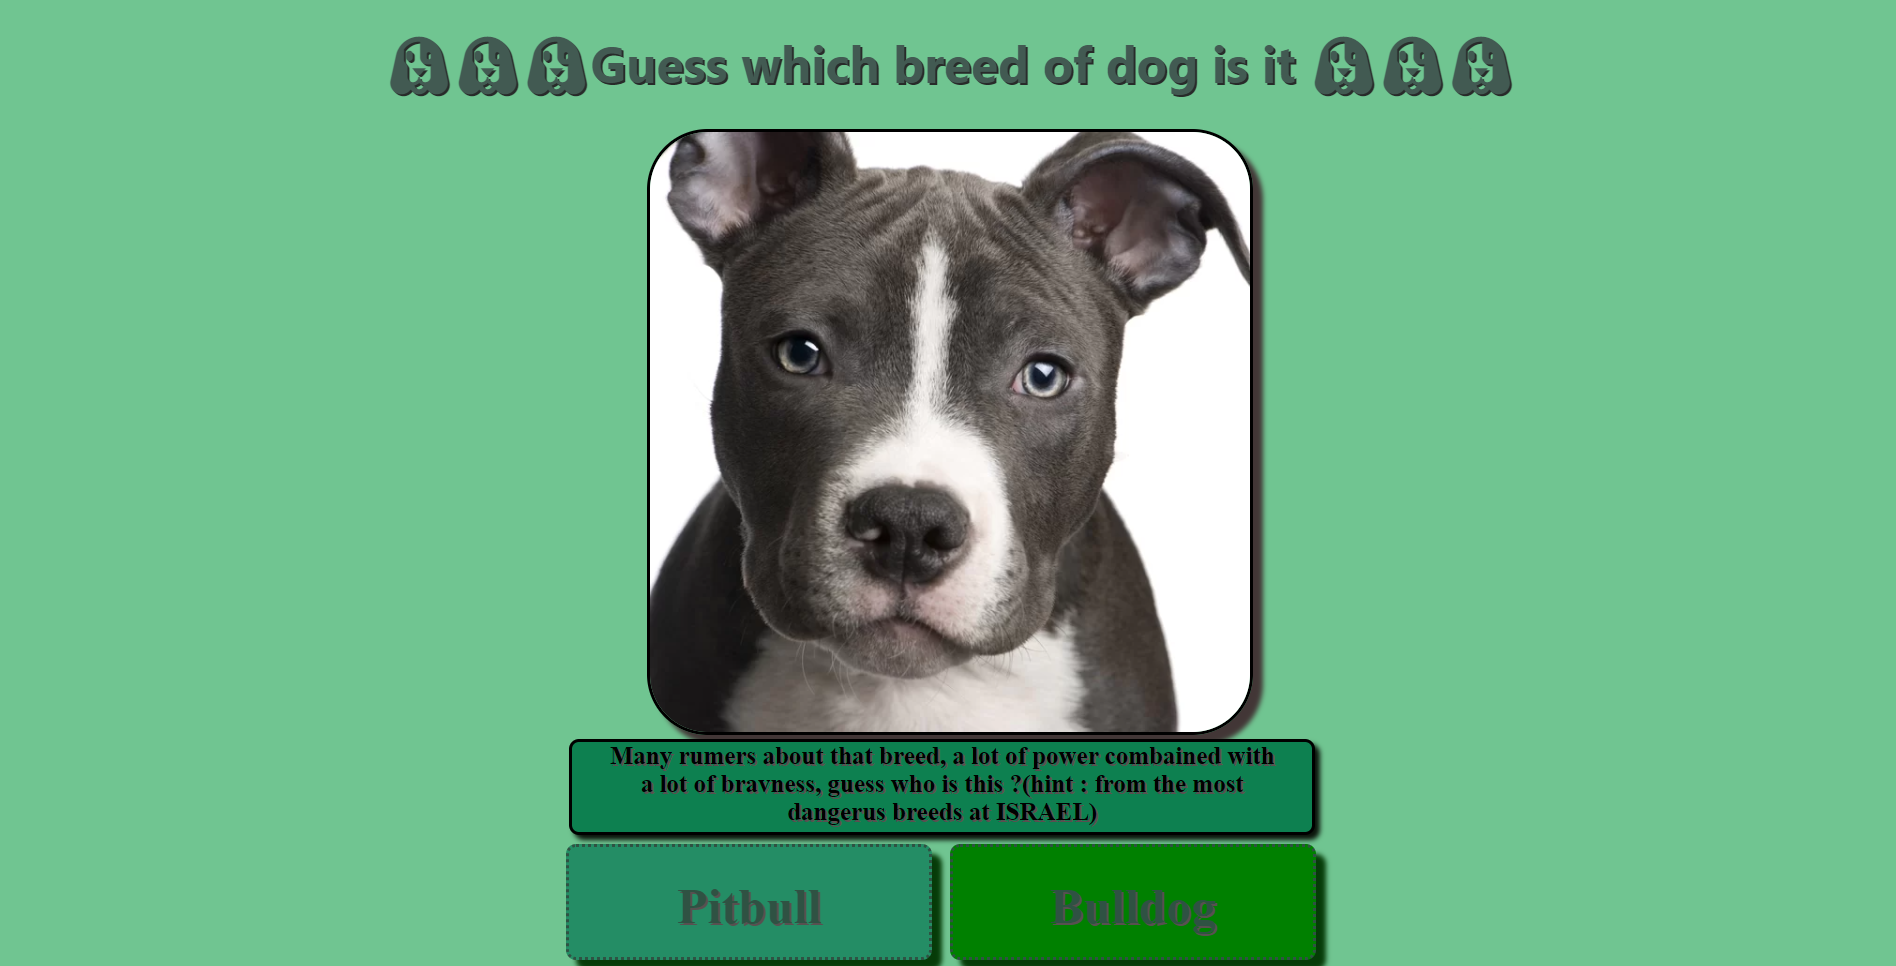 Guess which breed of dog is it
Many rumers about that breed, a lot of power combained with
a lot of bravness, guess who is this ?(hint : from the most
dangerus breeds at ISRAEL)
Pitbull
Bulldog